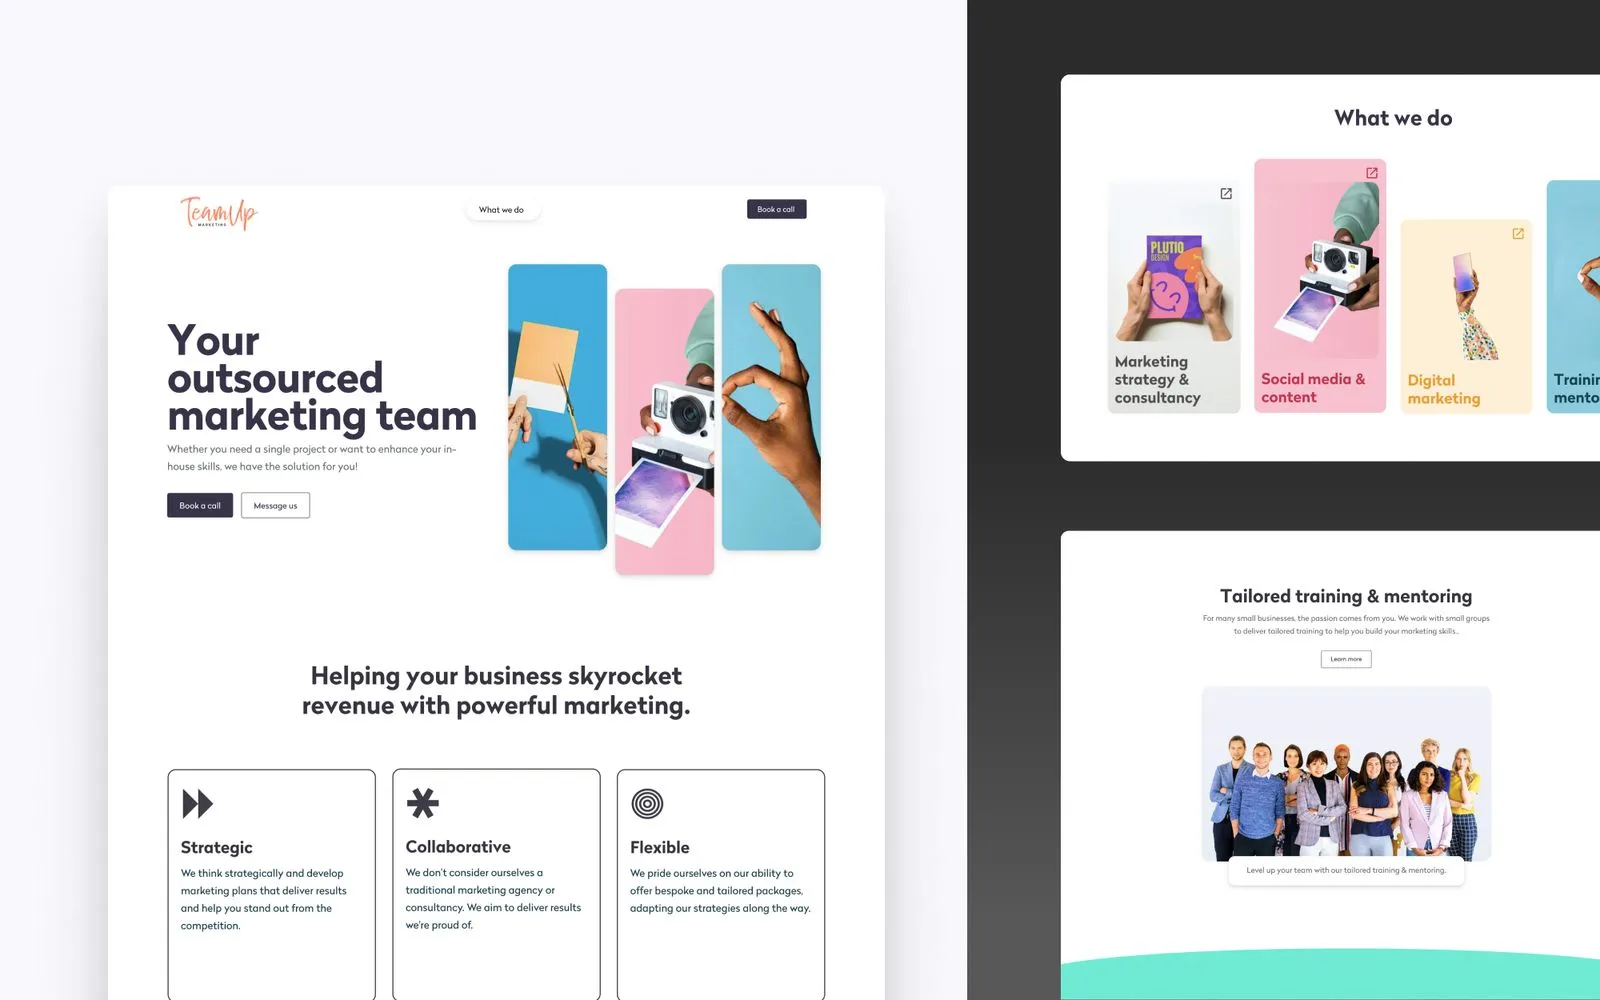 TeamUp
MARKETING
What we do
Book a call
Your
outsourced
marketing team
Whether you need a single project or want to enhance your in-
house skills, we have the solution for you!
Book a call
Message us
Helping your business skyrocket
revenue with powerful marketing.
Strategic
We think strategically and develop
marketing plans that deliver results
and help you stand out from the
competition.
Collaborative
We don't consider ourselves a
traditional marketing agency or
consultancy. We aim to deliver results
we're proud of.
Flexible
We pride ourselves on our ability to
offer bespoke and tailored packages,
adapting our strategies along the way.
What we do
PLUTIO
DESIGN
Marketing
strategy &
consultancy
Social media &
content
Digital
marketing
Trainin
mento
Tailored training & mentoring
For many small businesses, the passion comes from you. We work with small groups
to deliver tailored training to help you build your marketing skills..
Learn more
Level up your team with our tailored training & mentoring.